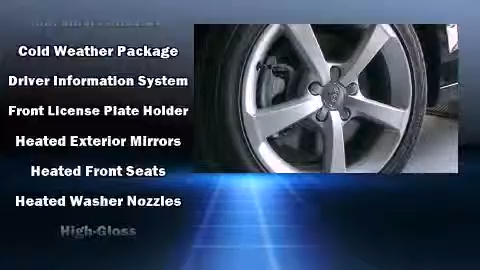 Cold Weather Package
Driver Information System
Front License Plate Holder
Heated Exterior Mirrors
Heated Front Seats
Heated Washer Nozzles
High-Gloss